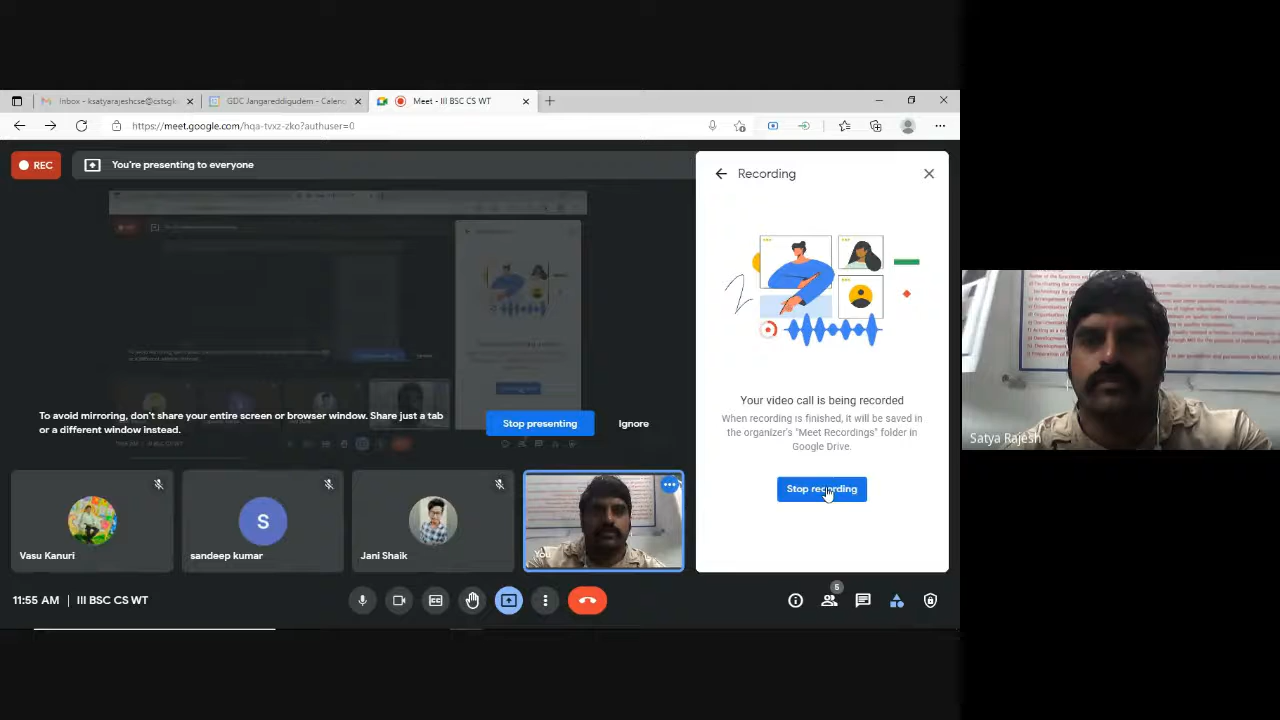 Inbox - ksatyarajeshcse@cstsgk
GDC Jangareddigudem - Calen
Meet - III BSC CS WT
https://meet.google.com/hqa-tvxz-zko?authuser=0
REC
You're presenting to everyone
Recording
Your video call is being recorded
When recording is finished, it will be saved in
the organizer's "Meet Recordings" folder in
Google Drive.
Stop recording
To avoid mirroring, don't share your entire screen or browser window. Share just a tab
or a different window instead.
Stop presenting
Ignore
Vasu Kanuri
S
sandeep kumar
Jani Shaik
You
11:55 AM | III BSC CS WT
5
Satya Rajesh